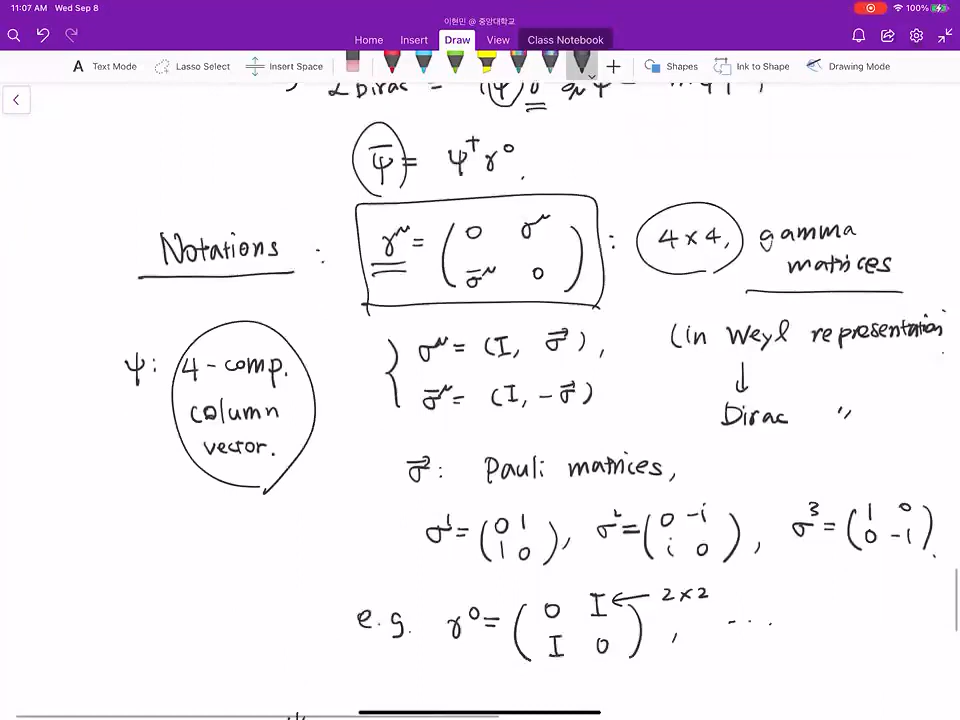 11:07 AM Wed Sep 8
100%
이현민 @ 중앙대학교
Home Insert Draw View Class Notebook
Text Mode Lasso Select Insert Space Shapes Ink to Shape Drawing Mode
ℒ Dirac =
ψ̄ = ψ†γ⁰.
Notations : γ^μ = ( 0 σ^μ ; σ̄^μ 0 ) : 4×4, gamma matrices
(in Weyl representation
↓
Dirac 〃
ψ: 4-comp. column vector.
σ^μ = (I, σ⃗),
σ̄^μ = (I, -σ⃗)
σ⃗: Pauli matrices,
σ¹ = ( 0 1 ; 1 0 ), σ² = ( 0 -i ; i 0 ), σ³ = ( 1 0 ; 0 -1 ).
e.g. γ⁰ = ( 0 I ; I 0 ), ← 2×2 ....